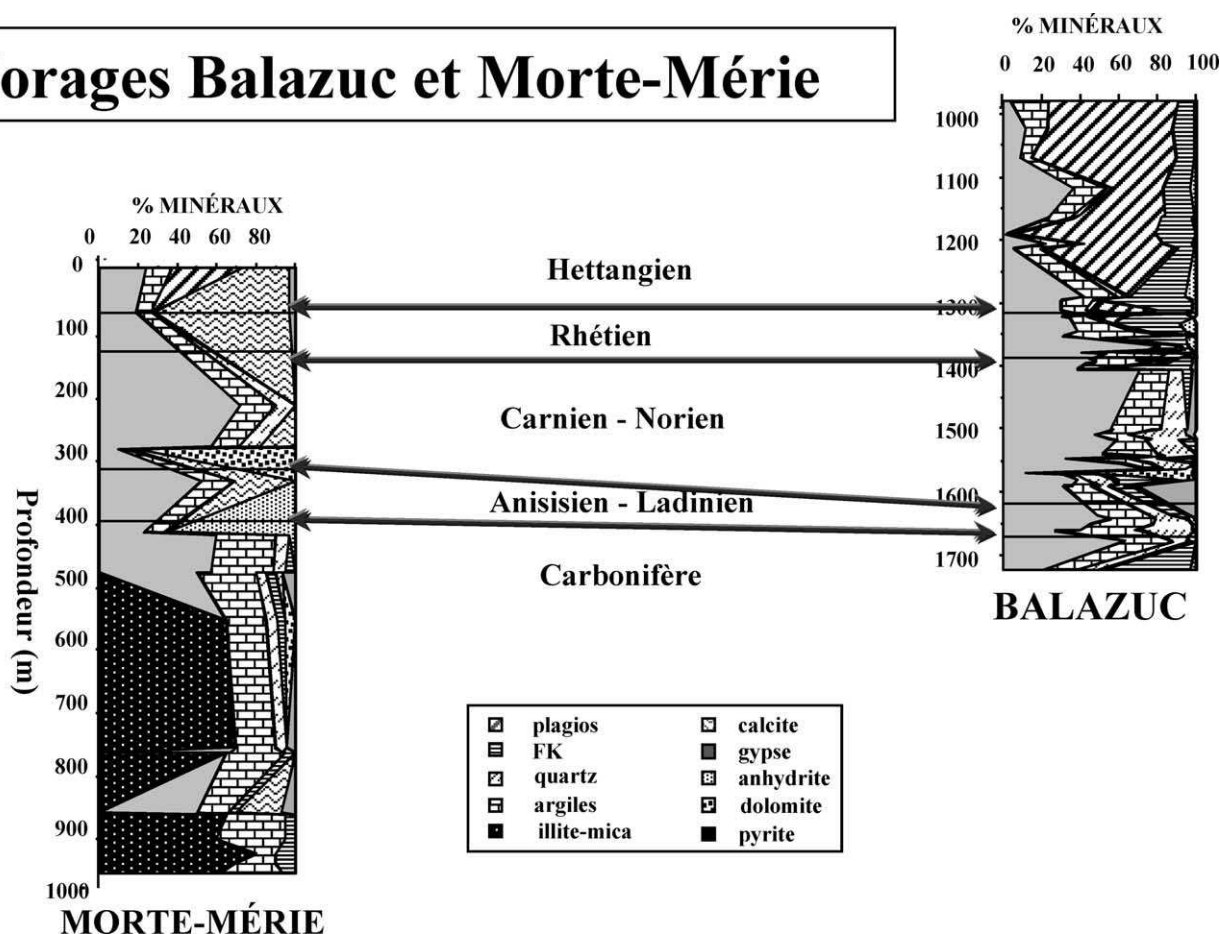 orages Balazuc et Morte-Mérie
% MINÉRAUX
0 20 40 60 80 100
1000
1100
1200
1300
1400
1500
1600
1700
BALAZUC
% MINÉRAUX
0 20 40 60 80
0
100
200
300
400
500
600
700
800
900
1000
Profondeur (m)
MORTE-MÉRIE
Hettangien
Rhétien
Carnien - Norien
Anisisien - Ladinien
Carbonifère
plagios
FK
quartz
argiles
illite-mica
calcite
gypse
anhydrite
dolomite
pyrite